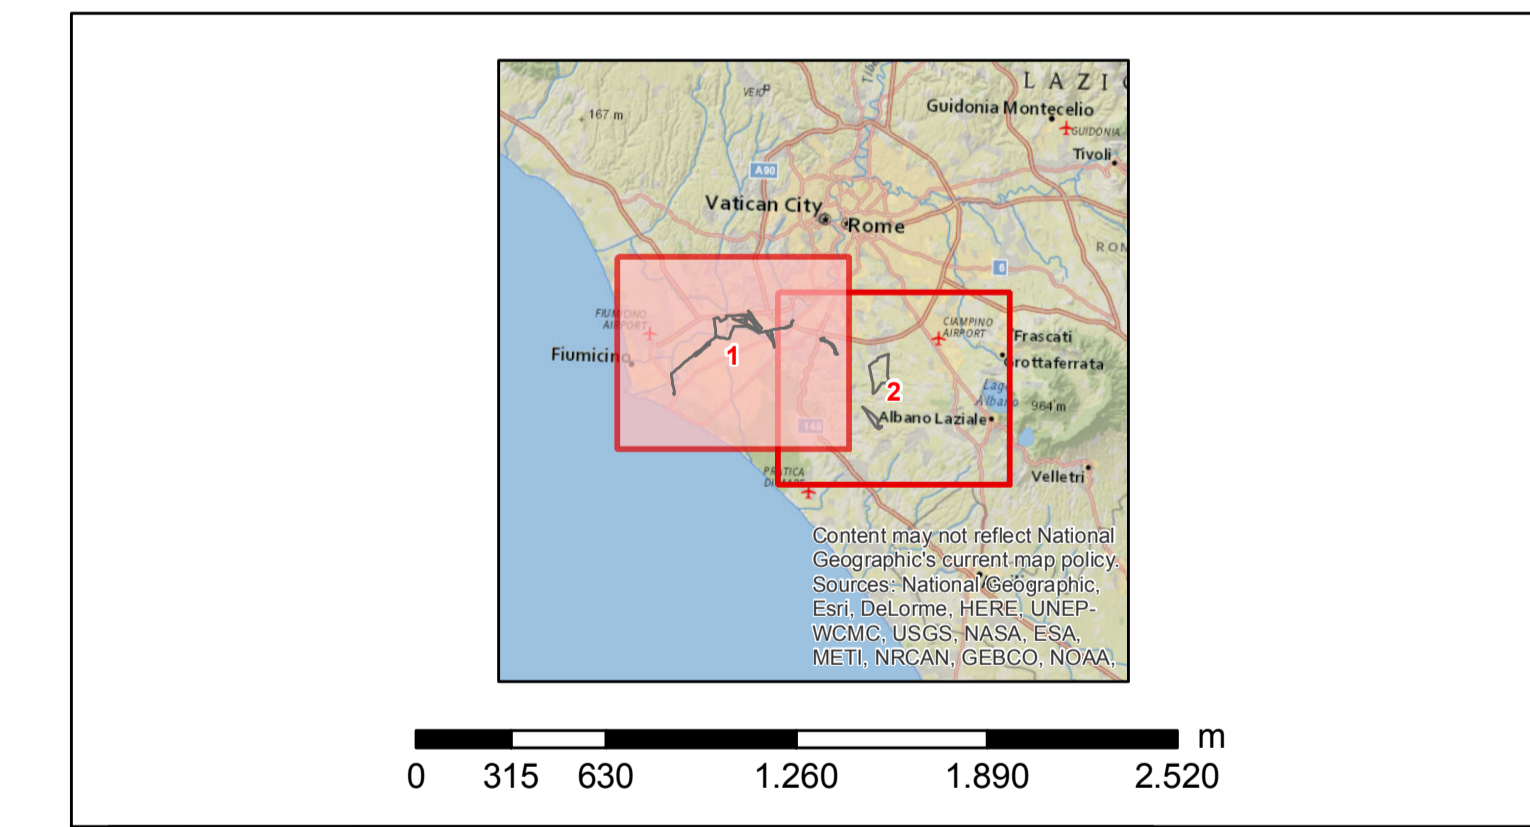 LAZI
VEIO
167 m
Guidonia Montecelio
GUIDONIA
Tivoli
A90
Vatican City
Rome
ROM
6
FIUMICINO
AIRPORT
CIAMPINO
AIRPORT
Frascati
Fiumicino
1
Grottaferrata
2
Lago
Albano
964 m
148
Albano Laziale
PRATICA
DI MARE
Velletri
Content may not reflect National
Geographic's current map policy.
Sources: National Geographic,
Esri, DeLorme, HERE, UNEP-
WCMC, USGS, NASA, ESA,
METI, NRCAN, GEBCO, NOAA,
m
0 315 630 1.260 1.890 2.520